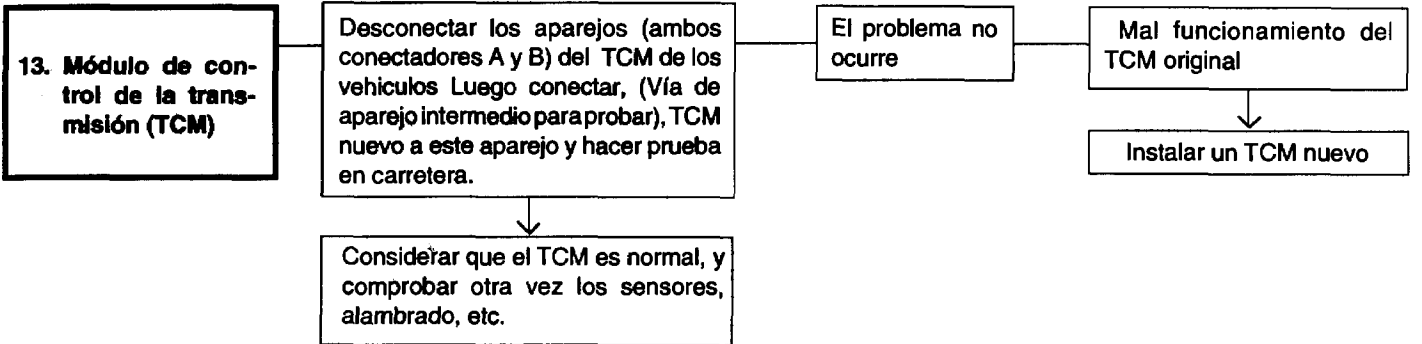 13. Módulo de con-
trol de la trans-
misión (TCM)
Desconectar los aparejos (ambos
conectadores A y B) del TCM de los
vehiculos Luego conectar, (Vía de
aparejo intermedio para probar), TCM
nuevo a este aparejo y hacer prueba
en carretera.
El problema no
ocurre
Mal funcionamiento del
TCM original
Instalar un TCM nuevo
Considerar que el TCM es normal, y
comprobar otra vez los sensores,
alambrado, etc.